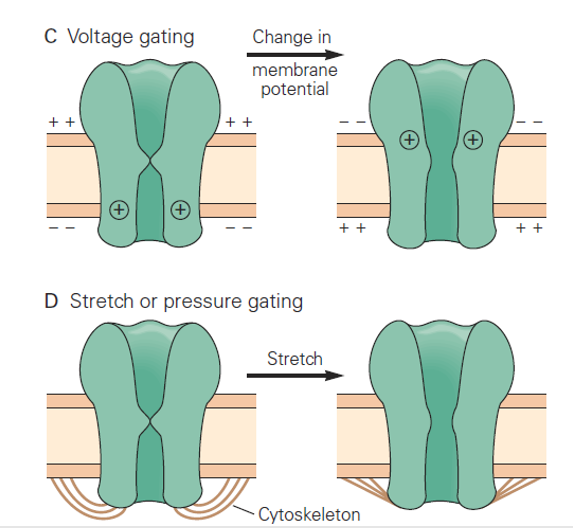 C Voltage gating
Change in
membrane
potential
+ + + + - - - -
+ + + +
- - - - + + + +
D Stretch or pressure gating
Stretch
Cytoskeleton